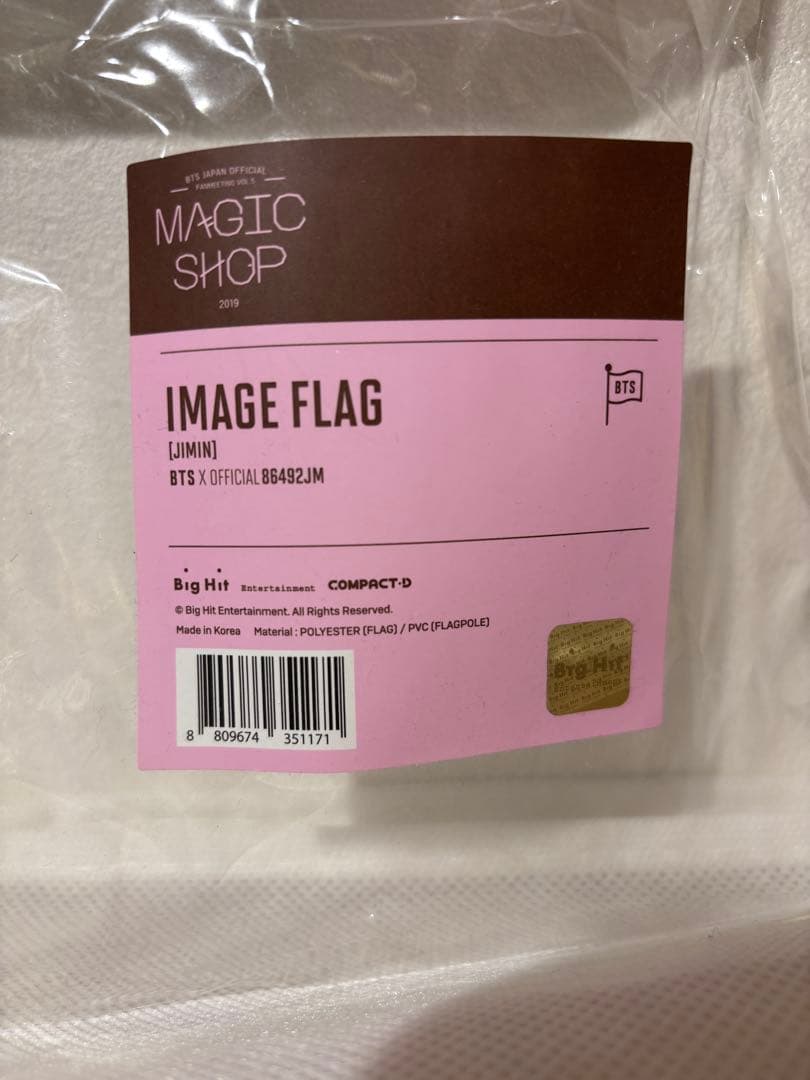 BTS JAPAN OFFICIAL
FANMEETING VOL.5
MAGIC
SHOP
2019
IMAGE FLAG
BTS
[JIMIN]
BTS X OFFICIAL 86492JM
Big Hit Entertainment COMPACT·D
© Big Hit Entertainment. All Rights Reserved.
Made in Korea Material : POLYESTER (FLAG) / PVC (FLAGPOLE)
Big Hit
8 809674 351171